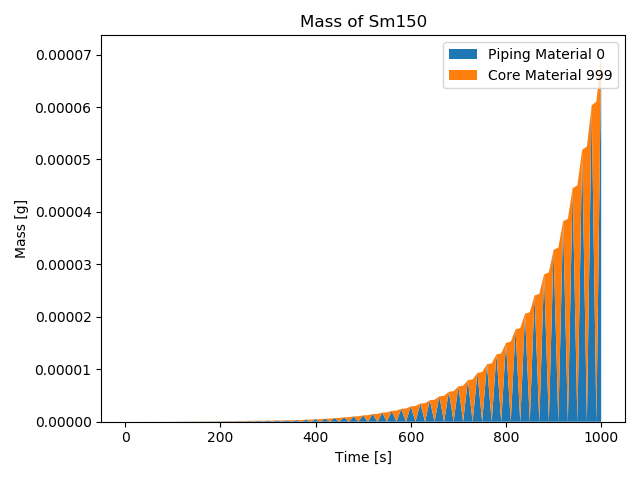 Mass of Sm150
Piping Material 0
Core Material 999
Mass [g]
0.00007
0.00006
0.00005
0.00004
0.00003
0.00002
0.00001
0.00000
0 200 400 600 800 1000
Time [s]